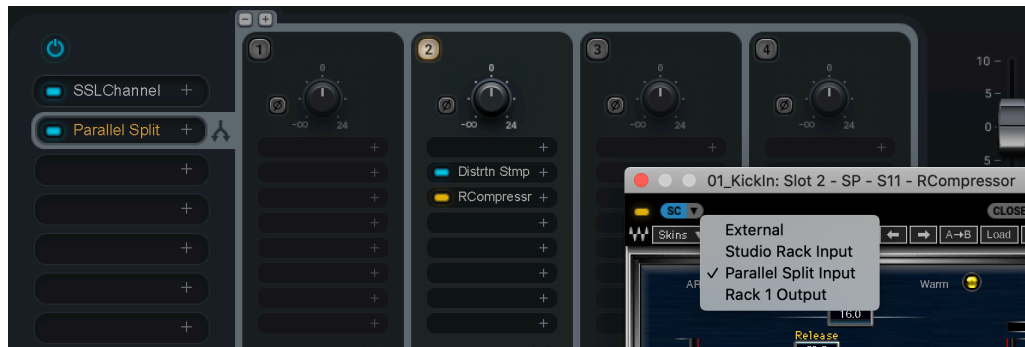 − +
1
2
3
4
SSLChannel +
0
0
0
0
10
Parallel Split +
5
-∞ 24
-∞ 24
-∞ 24
-∞ 24
0
+
+
+
+
+
5
+
Distrtn Stmp +
01_KickIn: Slot 2 - SP - S11 - RCompressor
+
RCompressr +
SC ▼
CLOSE
+
+
+
Skins
External
← → A→B Load
+
+
Studio Rack Input
+
+
+
✓ Parallel Split Input
Warm
+
+
Rack 1 Output
+
+
+
16.0
+
+
Release